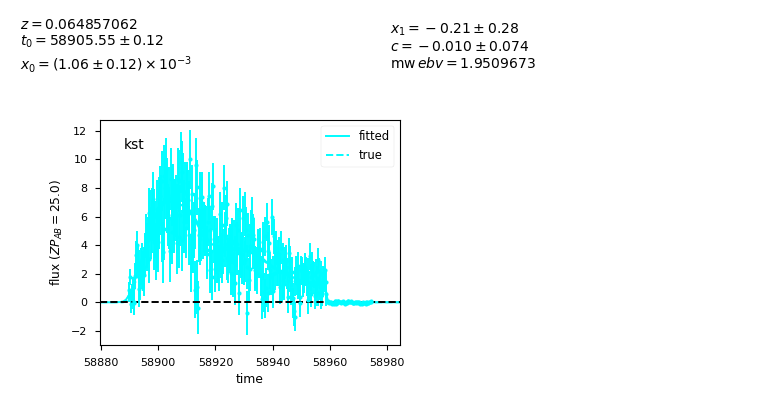 z = 0.064857062
t₀ = 58905.55 ± 0.12
x₀ = (1.06 ± 0.12) × 10⁻³
x₁ = −0.21 ± 0.28
c = −0.010 ± 0.074
mw ebv = 1.9509673
kst
fitted
true
12
10
8
6
4
2
0
−2
flux (ZP_{AB} = 25.0)
58880 58900 58920 58940 58960 58980
time